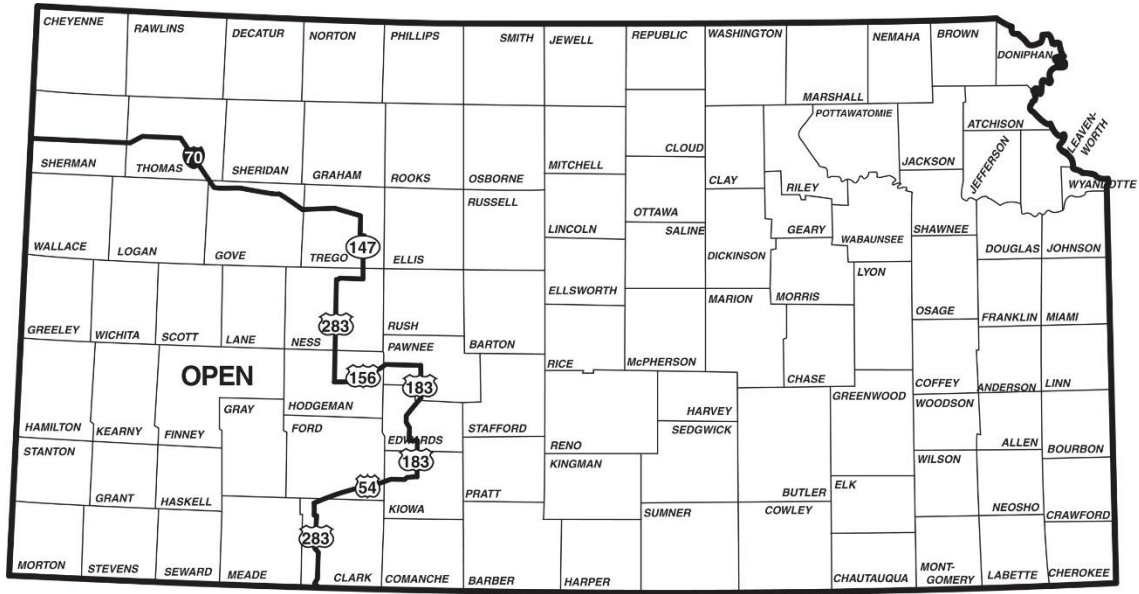 CHEYENNE
RAWLINS
DECATUR
NORTON
PHILLIPS
SMITH
JEWELL
REPUBLIC
WASHINGTON
MARSHALL
NEMAHA
BROWN
DONIPHAN
SHERMAN
THOMAS
70
SHERIDAN
GRAHAM
ROOKS
OSBORNE
MITCHELL
CLOUD
CLAY
RILEY
POTTAWATOMIE
JACKSON
ATCHISON
JEFFERSON
LEAVEN-
WORTH
WYANDOTTE
WALLACE
LOGAN
GOVE
TREGO
147
ELLIS
RUSSELL
LINCOLN
OTTAWA
SALINE
DICKINSON
GEARY
WABAUNSEE
SHAWNEE
DOUGLAS
JOHNSON
GREELEY
WICHITA
SCOTT
LANE
NESS
283
RUSH
BARTON
ELLSWORTH
RICE
McPHERSON
MARION
MORRIS
CHASE
LYON
OSAGE
FRANKLIN
MIAMI
OPEN
156
PAWNEE
183
HAMILTON
KEARNY
FINNEY
GRAY
HODGEMAN
FORD
EDWARDS
STAFFORD
RENO
HARVEY
SEDGWICK
BUTLER
GREENWOOD
COFFEY
ANDERSON
LINN
WOODSON
ALLEN
BOURBON
STANTON
GRANT
HASKELL
54
183
KIOWA
PRATT
KINGMAN
ELK
WILSON
NEOSHO
CRAWFORD
MORTON
STEVENS
SEWARD
MEADE
283
CLARK
COMANCHE
BARBER
HARPER
SUMNER
COWLEY
CHAUTAUQUA
MONT-
GOMERY
LABETTE
CHEROKEE